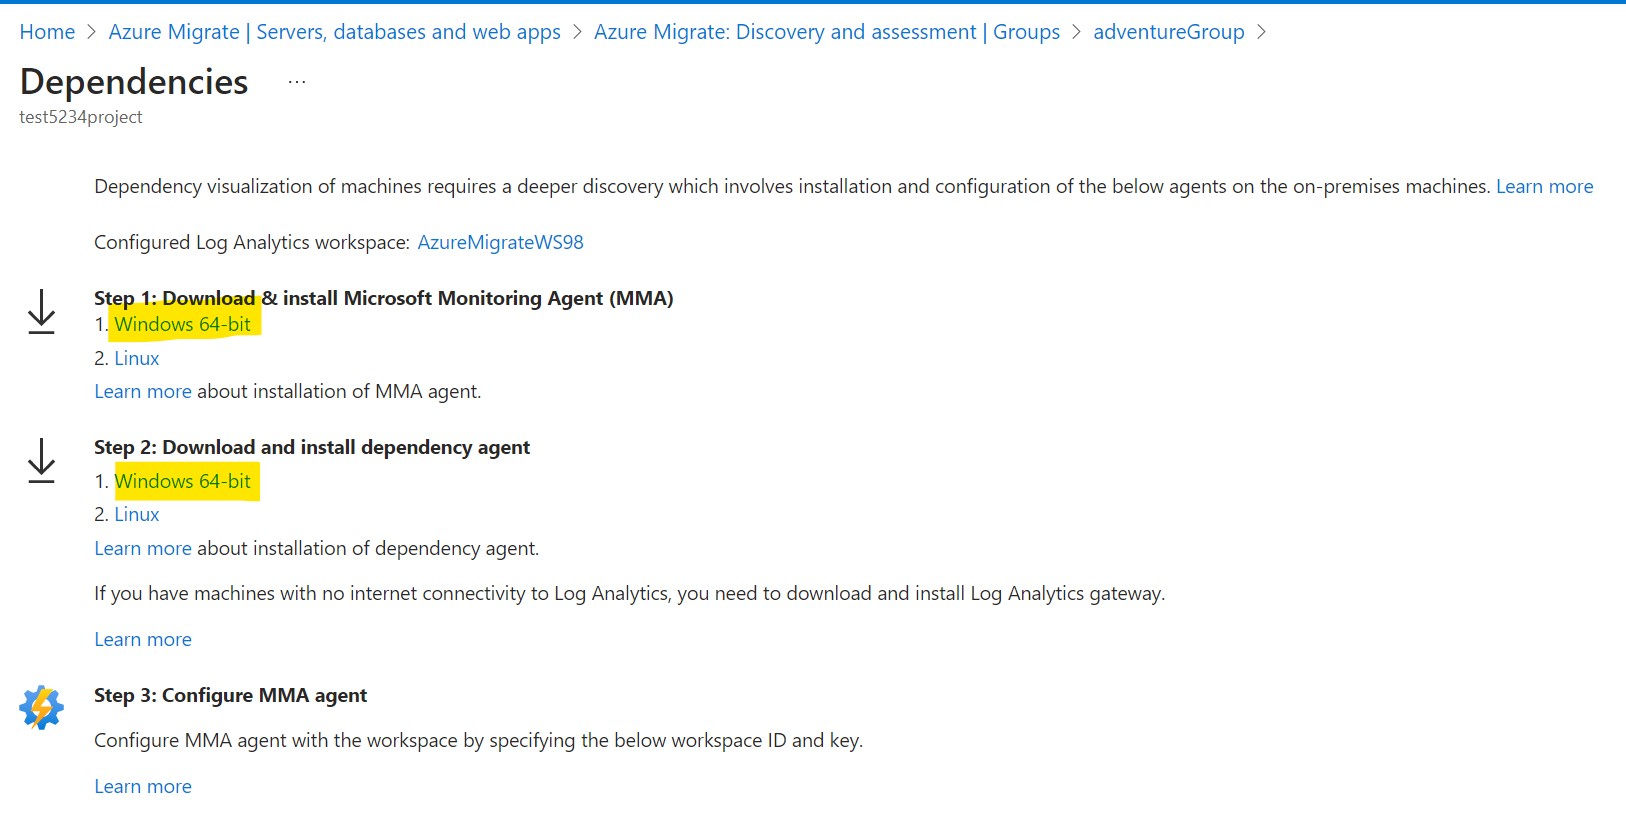 Home > Azure Migrate | Servers, databases and web apps > Azure Migrate: Discovery and assessment | Groups > adventureGroup >
Dependencies ...
test5234project
Dependency visualization of machines requires a deeper discovery which involves installation and configuration of the below agents on the on-premises machines. Learn more
Configured Log Analytics workspace: AzureMigrateWS98
Step 1: Download & install Microsoft Monitoring Agent (MMA)
1. Windows 64-bit
2. Linux
Learn more about installation of MMA agent.
Step 2: Download and install dependency agent
1. Windows 64-bit
2. Linux
Learn more about installation of dependency agent.
If you have machines with no internet connectivity to Log Analytics, you need to download and install Log Analytics gateway.
Learn more
Step 3: Configure MMA agent
Configure MMA agent with the workspace by specifying the below workspace ID and key.
Learn more